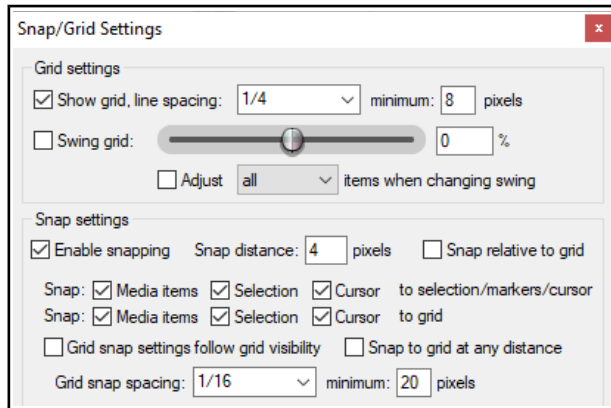 Snap/Grid Settings x
Grid settings
Show grid, line spacing: 1/4 minimum: 8 pixels
Swing grid: 0 %
Adjust all items when changing swing
Snap settings
Enable snapping Snap distance: 4 pixels Snap relative to grid
Snap: Media items Selection Cursor to selection/markers/cursor
Snap: Media items Selection Cursor to grid
Grid snap settings follow grid visibility Snap to grid at any distance
Grid snap spacing: 1/16 minimum: 20 pixels